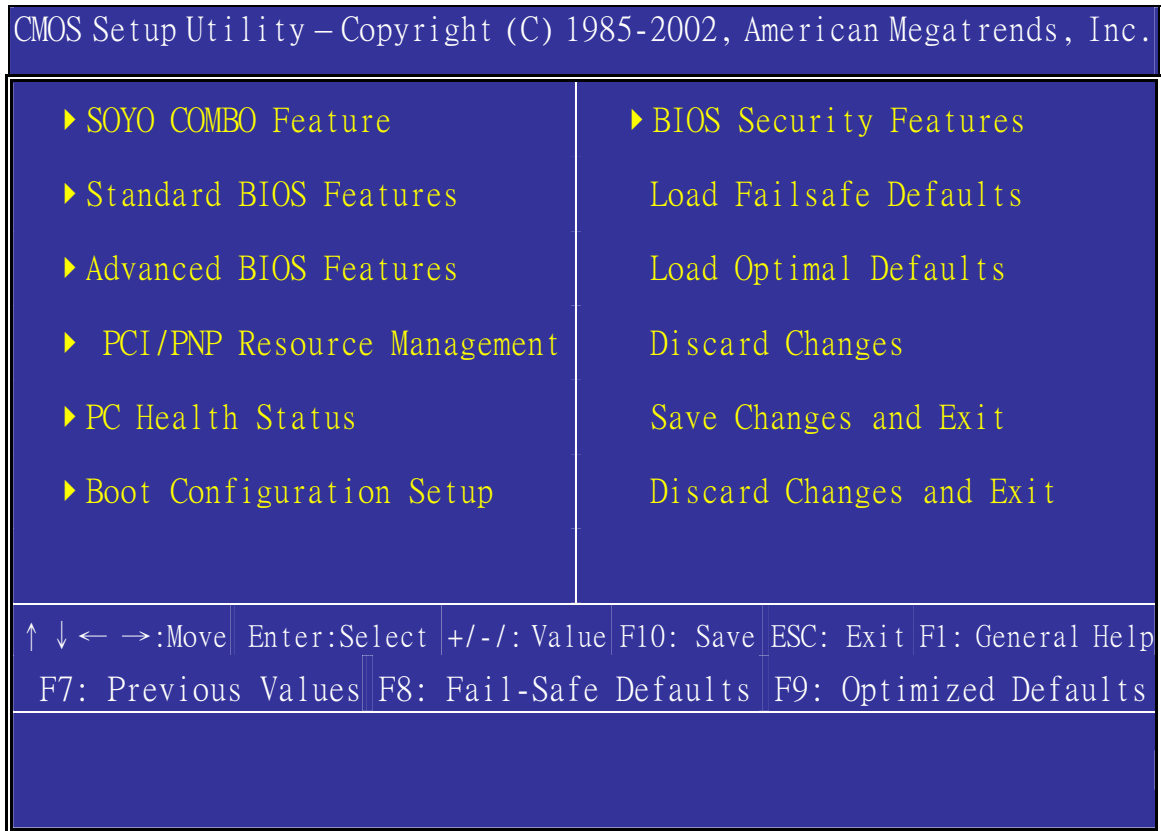 CMOS Setup Utility – Copyright (C) 1985-2002, American Megatrends, Inc.
SOYO COMBO Feature
Standard BIOS Features
Advanced BIOS Features
PCI/PNP Resource Management
PC Health Status
Boot Configuration Setup
BIOS Security Features
Load Failsafe Defaults
Load Optimal Defaults
Discard Changes
Save Changes and Exit
Discard Changes and Exit
↑ ↓ ← →:Move Enter:Select +/-/: Value F10: Save ESC: Exit F1: General Help
F7: Previous Values F8: Fail-Safe Defaults F9: Optimized Defaults